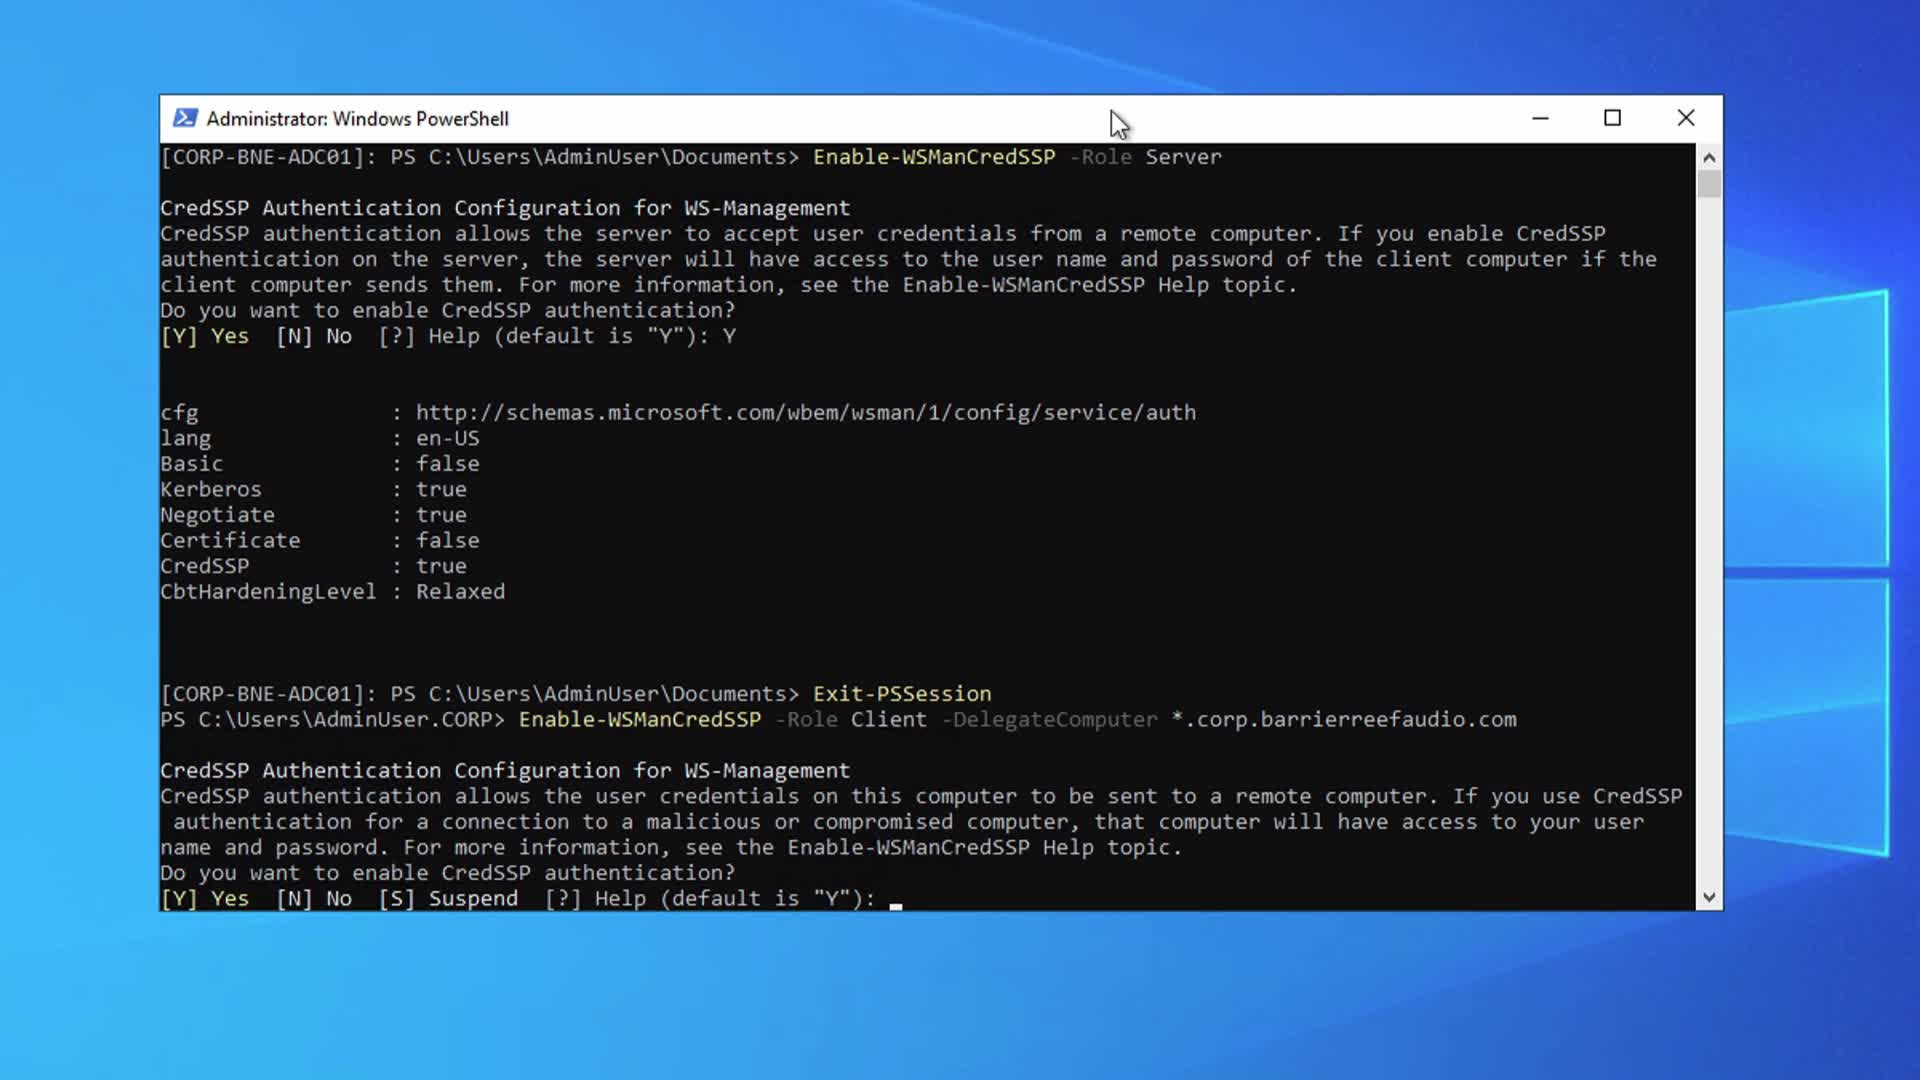 Administrator: Windows PowerShell
[CORP-BNE-ADC01]: PS C:\Users\AdminUser\Documents> Enable-WSManCredSSP -Role Server
CredSSP Authentication Configuration for WS-Management
CredSSP authentication allows the server to accept user credentials from a remote computer. If you enable CredSSP
authentication on the server, the server will have access to the user name and password of the client computer if the
client computer sends them. For more information, see the Enable-WSManCredSSP Help topic.
Do you want to enable CredSSP authentication?
[Y] Yes  [N] No  [?] Help (default is "Y"): Y
cfg               : http://schemas.microsoft.com/wbem/wsman/1/config/service/auth
lang              : en-US
Basic             : false
Kerberos          : true
Negotiate         : true
Certificate       : false
CredSSP           : true
CbtHardeningLevel : Relaxed
[CORP-BNE-ADC01]: PS C:\Users\AdminUser\Documents> Exit-PSSession
PS C:\Users\AdminUser.CORP> Enable-WSManCredSSP -Role Client -DelegateComputer *.corp.barrierreefaudio.com
CredSSP Authentication Configuration for WS-Management
CredSSP authentication allows the user credentials on this computer to be sent to a remote computer. If you use CredSSP
 authentication for a connection to a malicious or compromised computer, that computer will have access to your user
name and password. For more information, see the Enable-WSManCredSSP Help topic.
Do you want to enable CredSSP authentication?
[Y] Yes  [N] No  [S] Suspend  [?] Help (default is "Y"):